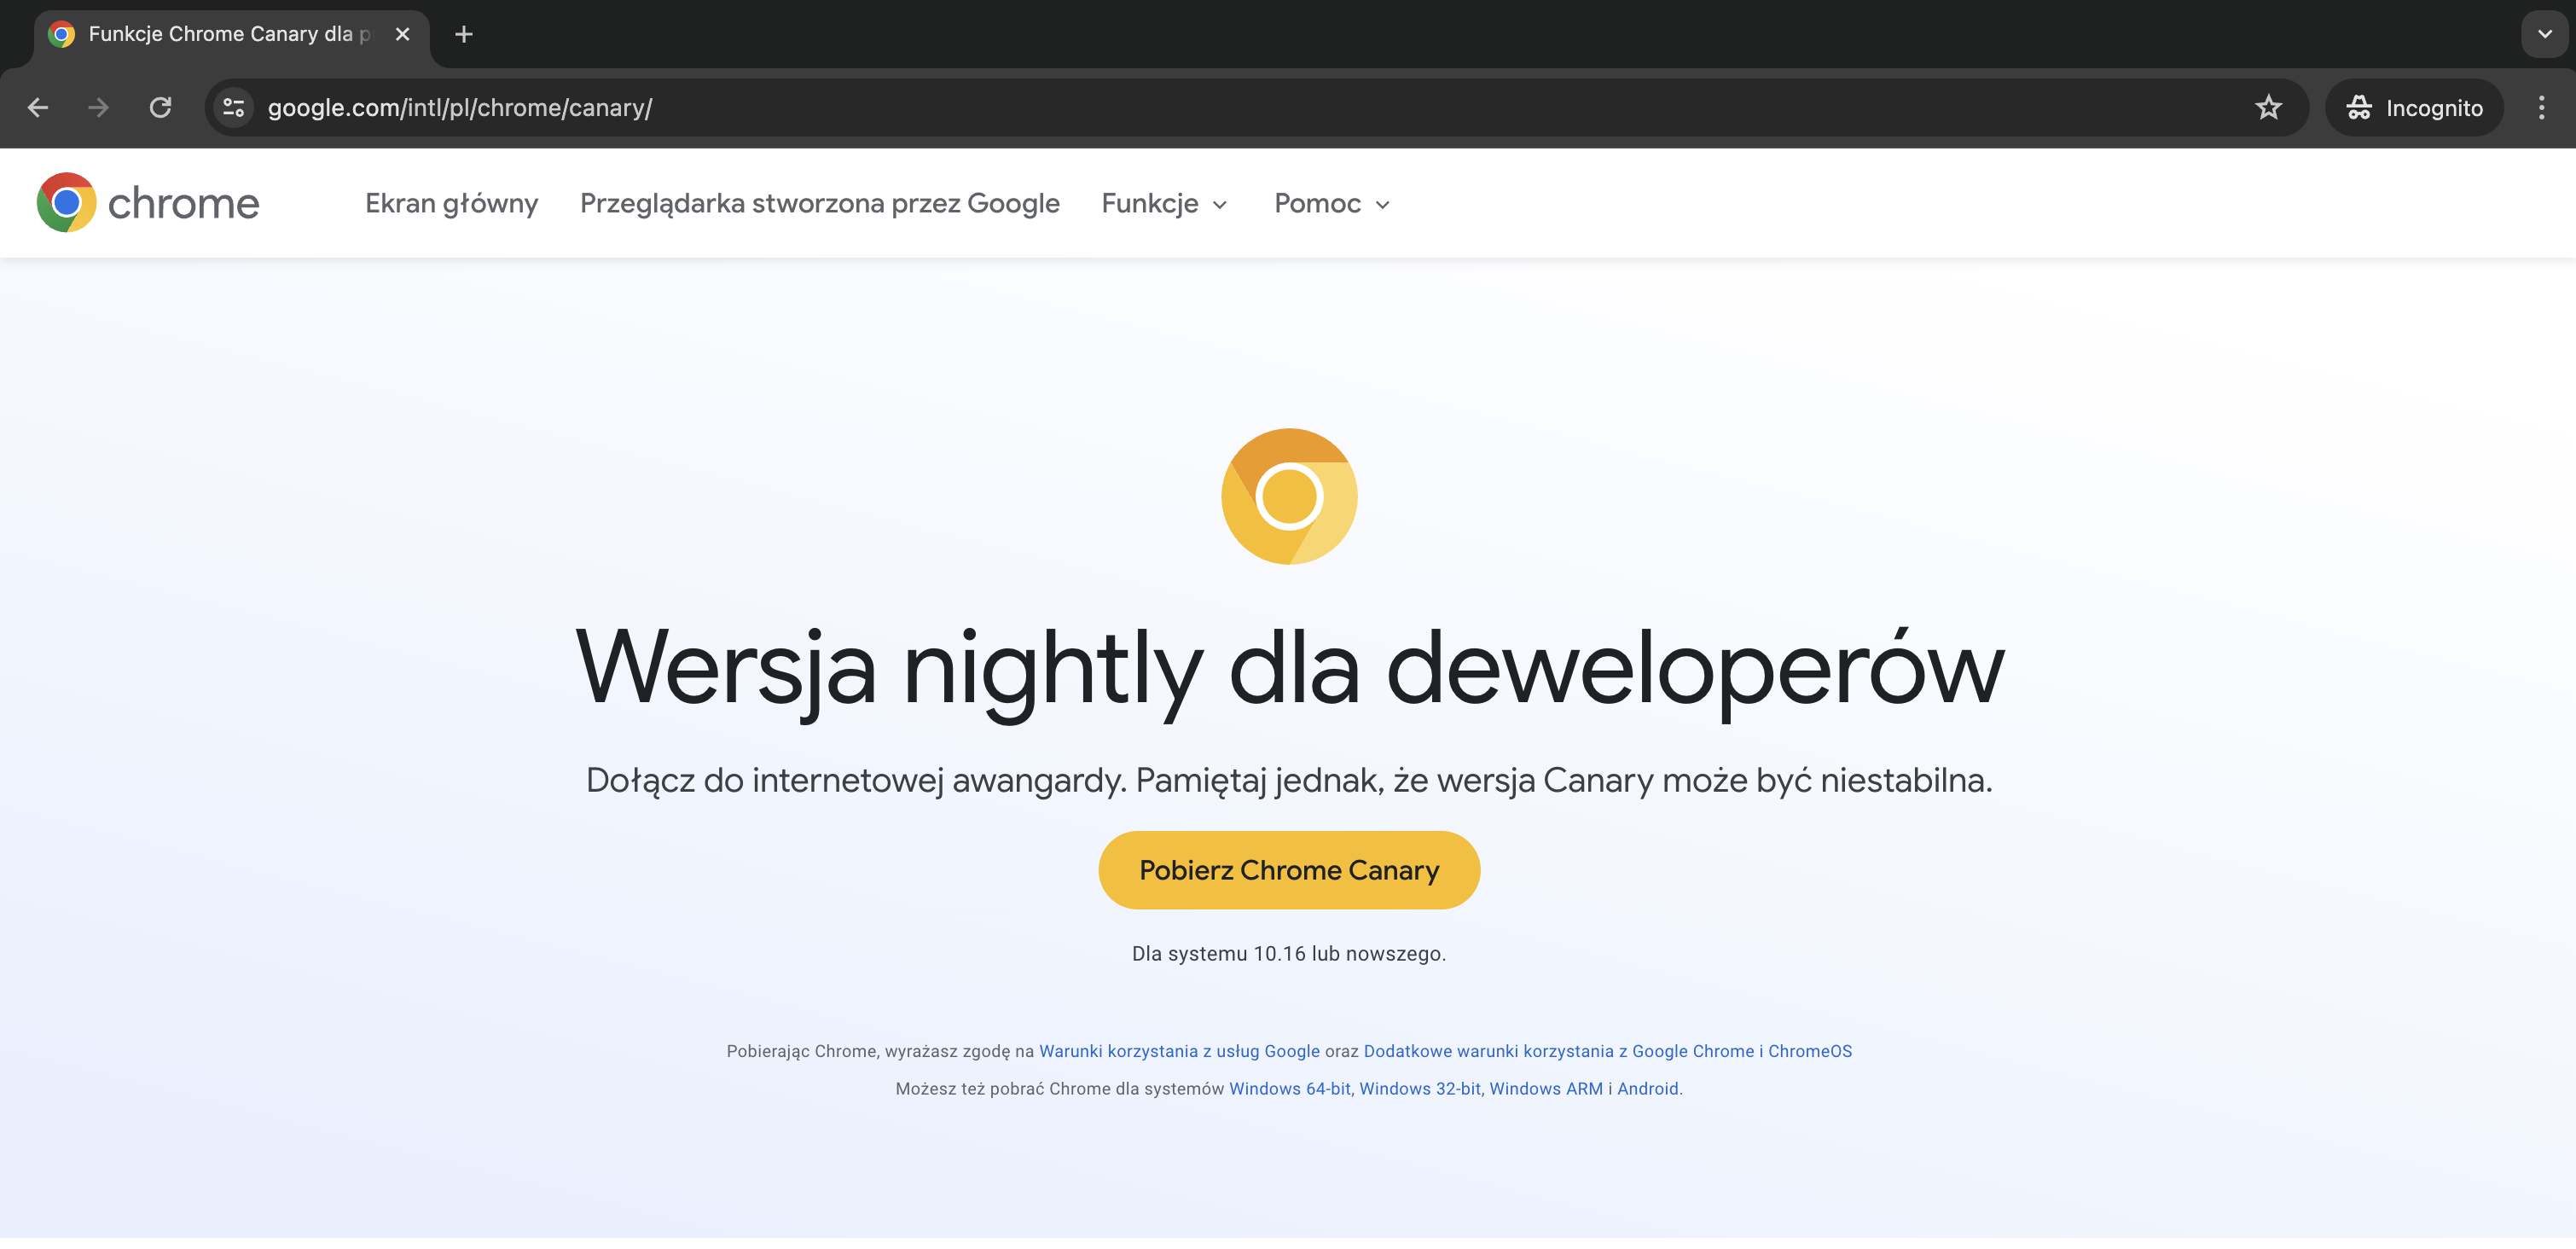 Funkcje Chrome Canary dla p
google.com/intl/pl/chrome/canary/
Incognito
chrome
Ekran główny Przeglądarka stworzona przez Google Funkcje Pomoc
Wersja nightly dla deweloperów
Dołącz do internetowej awangardy. Pamiętaj jednak, że wersja Canary może być niestabilna.
Pobierz Chrome Canary
Dla systemu 10.16 lub nowszego.
Pobierając Chrome, wyrażasz zgodę na Warunki korzystania z usług Google oraz Dodatkowe warunki korzystania z Google Chrome i ChromeOS
Możesz też pobrać Chrome dla systemów Windows 64-bit, Windows 32-bit, Windows ARM i Android.